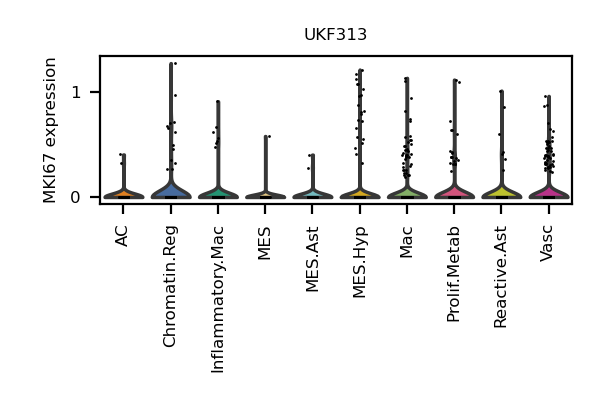 UKF313
MKI67 expression
1
0
AC
Chromatin.Reg
Inflammatory.Mac
MES
MES.Ast
MES.Hyp
Mac
Prolif.Metab
Reactive.Ast
Vasc